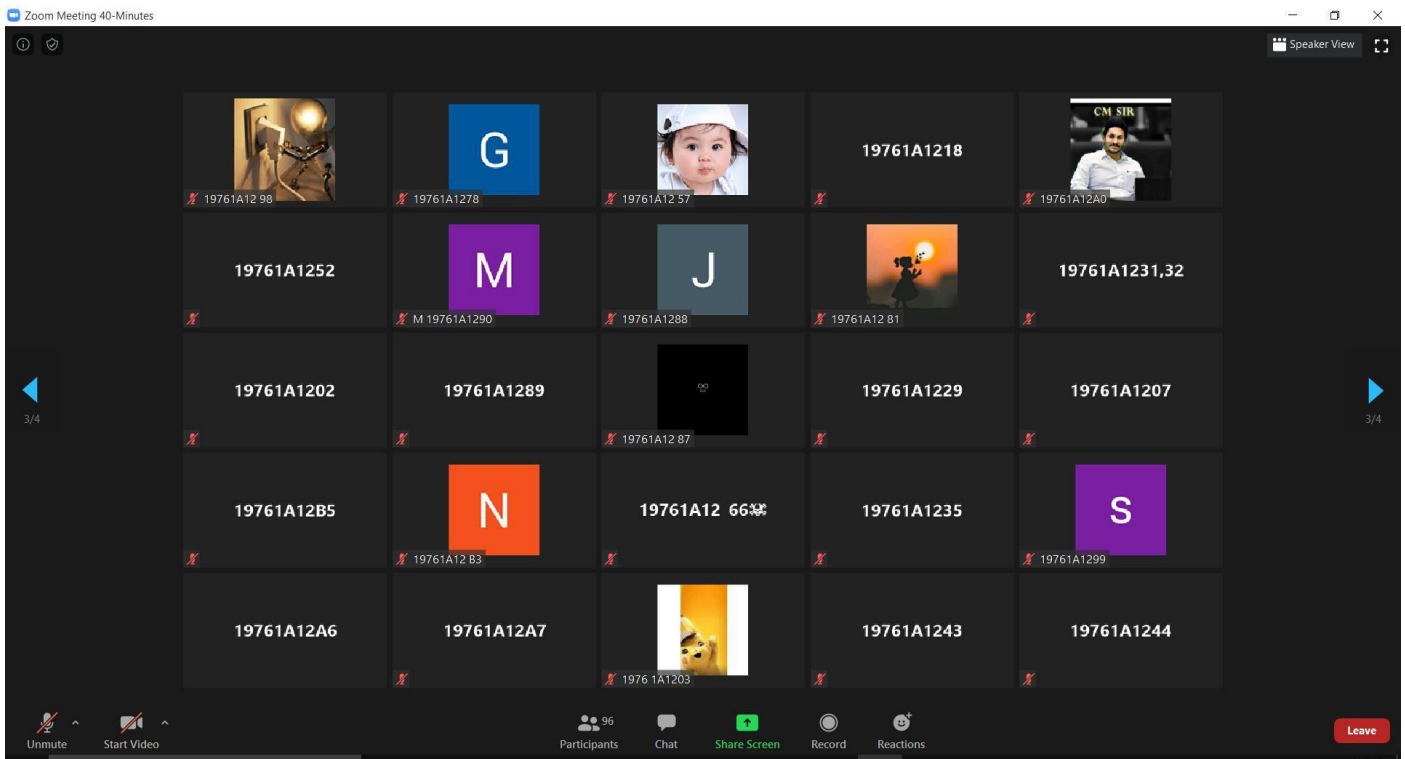 Zoom Meeting 40-Minutes
Speaker View
CM SIR
G
19761A1218
19761A12 98
19761A1278
19761A12 57
19761A12A0
19761A1252
M
J
19761A1231,32
M 19761A1290
19761A1288
19761A12 81
19761A1202
19761A1289
19761A1229
19761A1207
3/4
3/4
19761A12 87
19761A12B5
N
19761A12 66
19761A1235
S
19761A12 B3
19761A1299
19761A12A6
19761A12A7
19761A1243
19761A1244
1976 1A1203
96
Unmute
Start Video
Participants
Chat
Share Screen
Record
Reactions
Leave